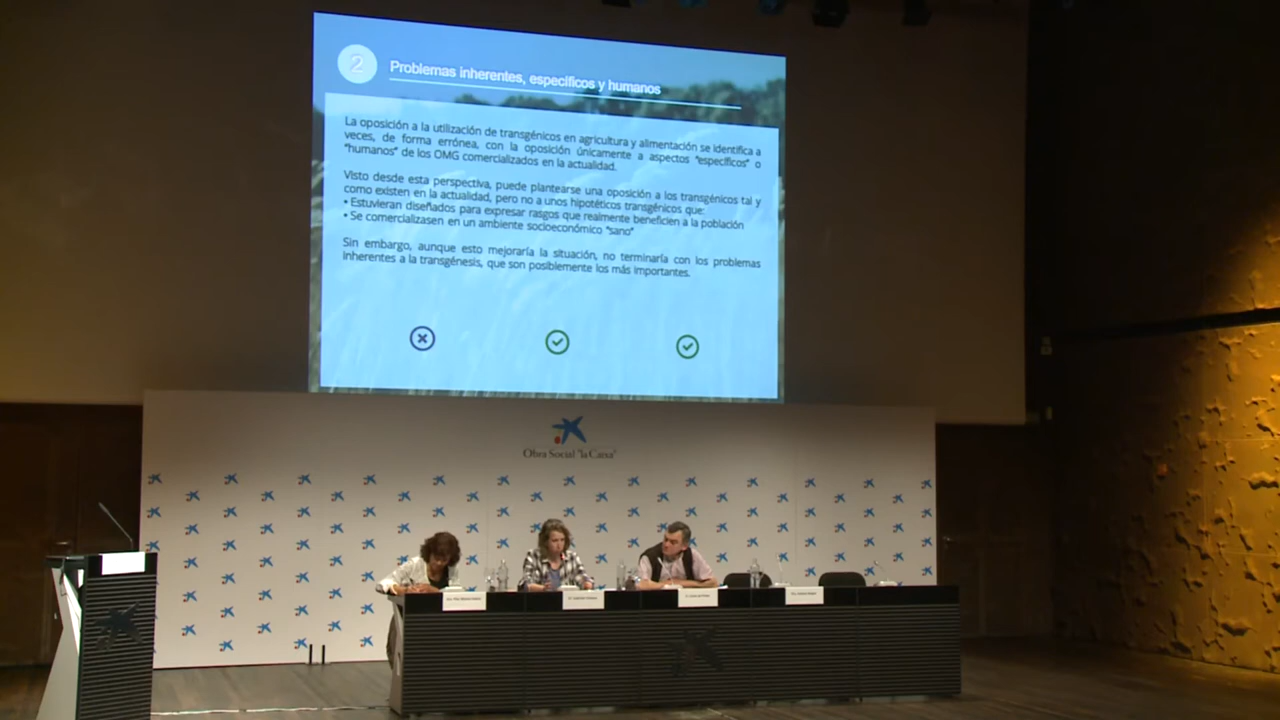 2
Problemas inherentes, específicos y humanos
La oposición a la utilización de transgénicos en agricultura y alimentación se identifica a
veces, de forma errónea, con la oposición únicamente a aspectos "específicos" o
"humanos" de los OMG comercializados en la actualidad.
Visto desde esta perspectiva, puede plantearse una oposición a los transgénicos tal y
como existen en la actualidad, pero no a unos hipotéticos transgénicos que:
• Estuvieran diseñados para expresar rasgos que realmente beneficien a la población
• Se comercializasen en un ambiente socioeconómico "sano"
Sin embargo, aunque esto mejoraría la situación, no terminaría con los problemas
inherentes a la transgénesis, que son posiblemente los más importantes.
Obra Social "la Caixa"